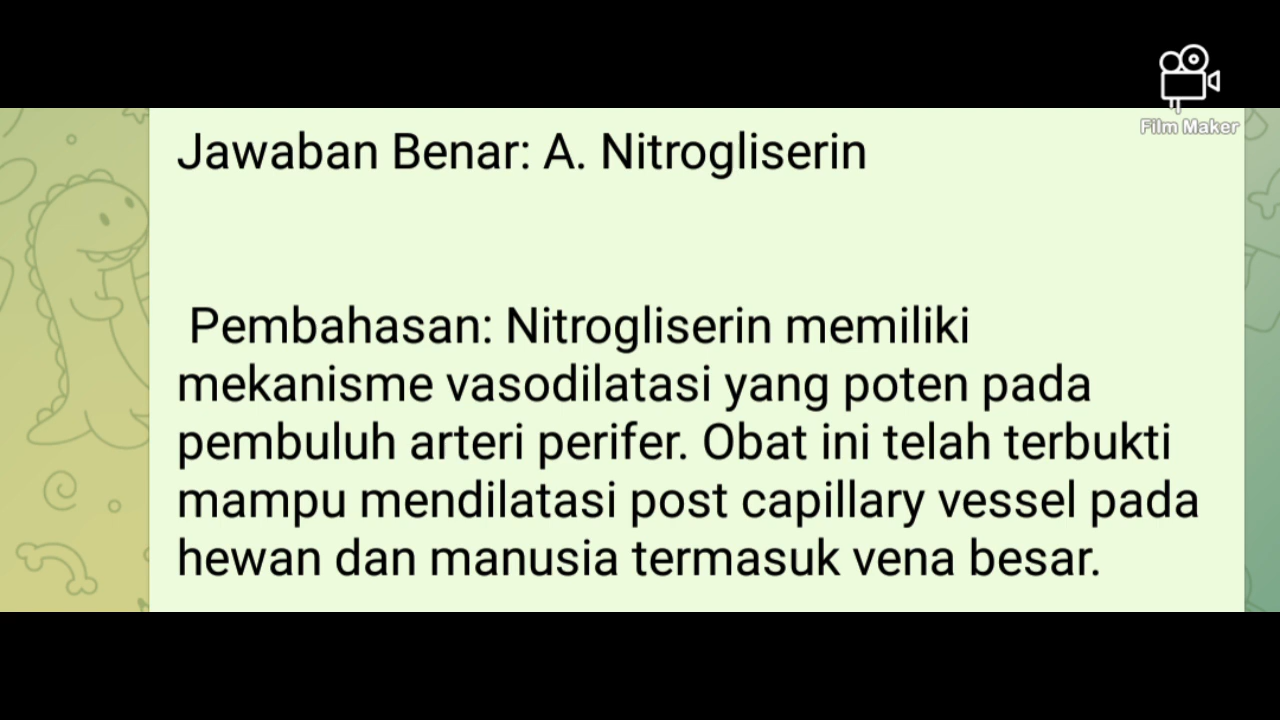 Film Maker
Jawaban Benar: A. Nitrogliserin
Pembahasan: Nitrogliserin memiliki
mekanisme vasodilatasi yang poten pada
pembuluh arteri perifer. Obat ini telah terbukti
mampu mendilatasi post capillary vessel pada
hewan dan manusia termasuk vena besar.